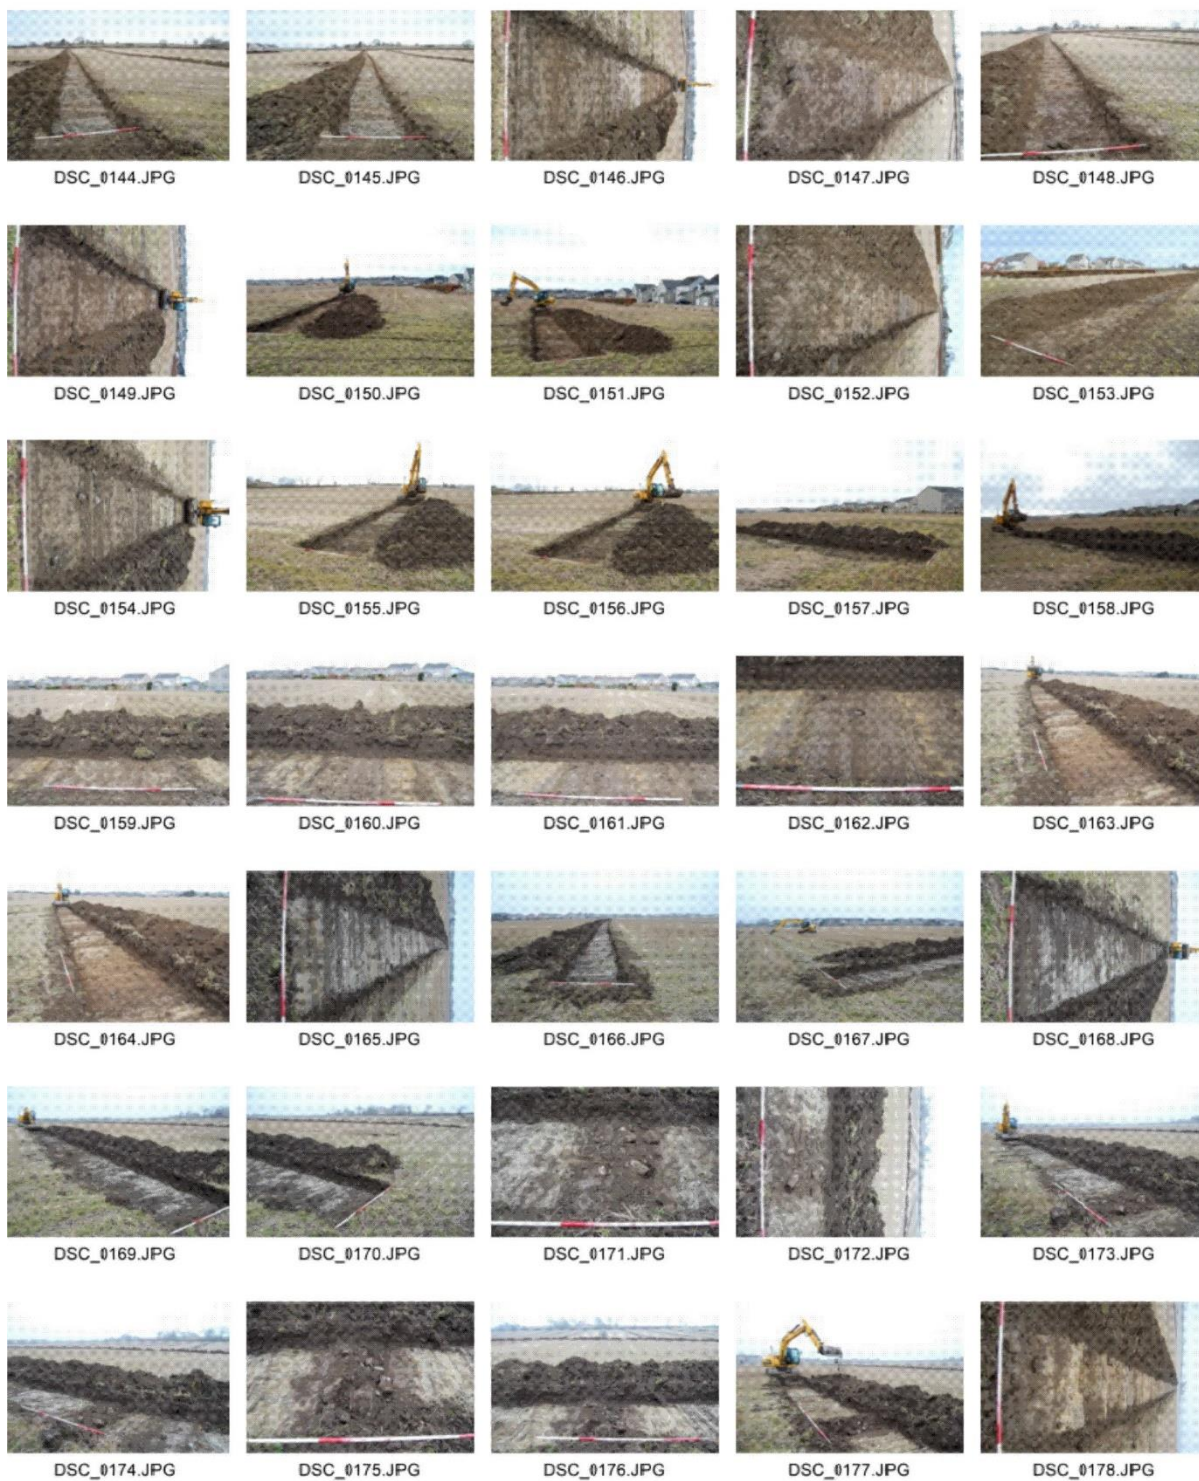 DSC_0144.JPG DSC_0145.JPG DSC_0146.JPG DSC_0147.JPG DSC_0148.JPG
DSC_0149.JPG DSC_0150.JPG DSC_0151.JPG DSC_0152.JPG DSC_0153.JPG
DSC_0154.JPG DSC_0155.JPG DSC_0156.JPG DSC_0157.JPG DSC_0158.JPG
DSC_0159.JPG DSC_0160.JPG DSC_0161.JPG DSC_0162.JPG DSC_0163.JPG
DSC_0164.JPG DSC_0165.JPG DSC_0166.JPG DSC_0167.JPG DSC_0168.JPG
DSC_0169.JPG DSC_0170.JPG DSC_0171.JPG DSC_0172.JPG DSC_0173.JPG
DSC_0174.JPG DSC_0175.JPG DSC_0176.JPG DSC_0177.JPG DSC_0178.JPG